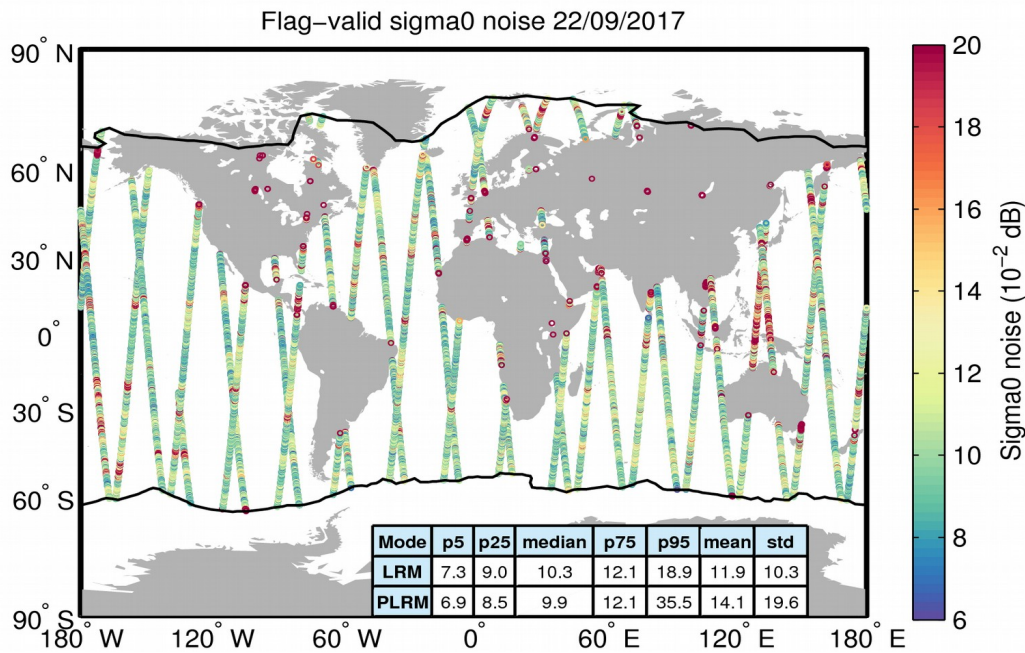 Flag-valid sigma0 noise 22/09/2017
90° N
60° N
30° N
0°
30° S
60° S
90° S
180° W
120° W
60° W
0°
60° E
120° E
180° E
Mode p5 p25 median p75 p95 mean std
LRM 7.3 9.0 10.3 12.1 18.9 11.9 10.3
PLRM 6.9 8.5 9.9 12.1 35.5 14.1 19.6
20
18
16
14
12
10
8
6
Sigma0 noise (10⁻² dB)